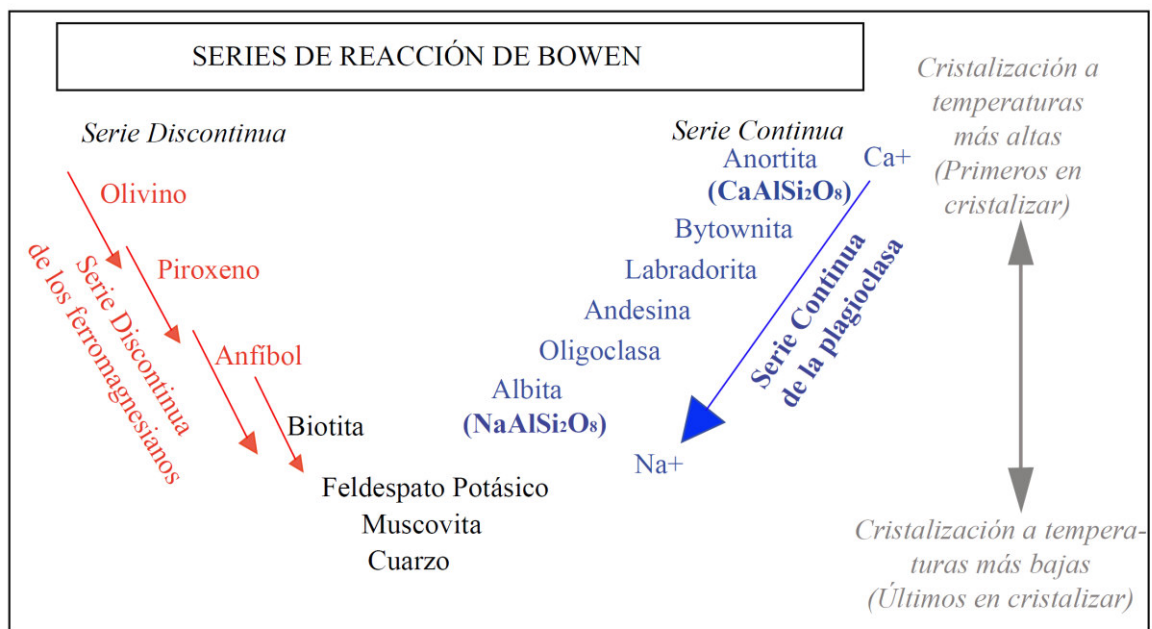 SERIES DE REACCIÓN DE BOWEN
Serie Discontinua
Olivino
Piroxeno
Anfíbol
Biotita
Serie Discontinua
de los ferromagnesianos
Feldespato Potásico
Muscovita
Cuarzo
Serie Continua
Anortita
(CaAlSi₂O₈)
Bytownita
Labradorita
Andesina
Oligoclasa
Albita
(NaAlSi₂O₈)
Ca+
Serie Continua
de la plagioclasa
Na+
Cristalización a
temperaturas
más altas
(Primeros en
cristalizar)
Cristalización a tempera-
turas más bajas
(Últimos en cristalizar)